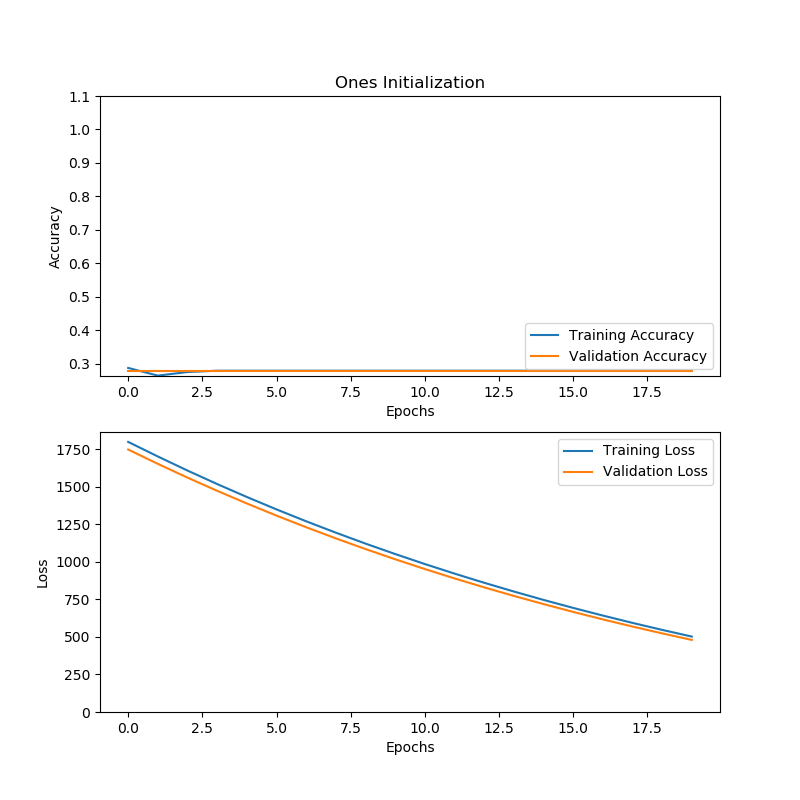 Ones Initialization
1.1
1.0
0.9
0.8
0.7
0.6
0.5
0.4
0.3
Accuracy
Training Accuracy
Validation Accuracy
0.0 2.5 5.0 7.5 10.0 12.5 15.0 17.5
Epochs
1750
1500
1250
1000
750
500
250
0
Loss
Training Loss
Validation Loss
0.0 2.5 5.0 7.5 10.0 12.5 15.0 17.5
Epochs